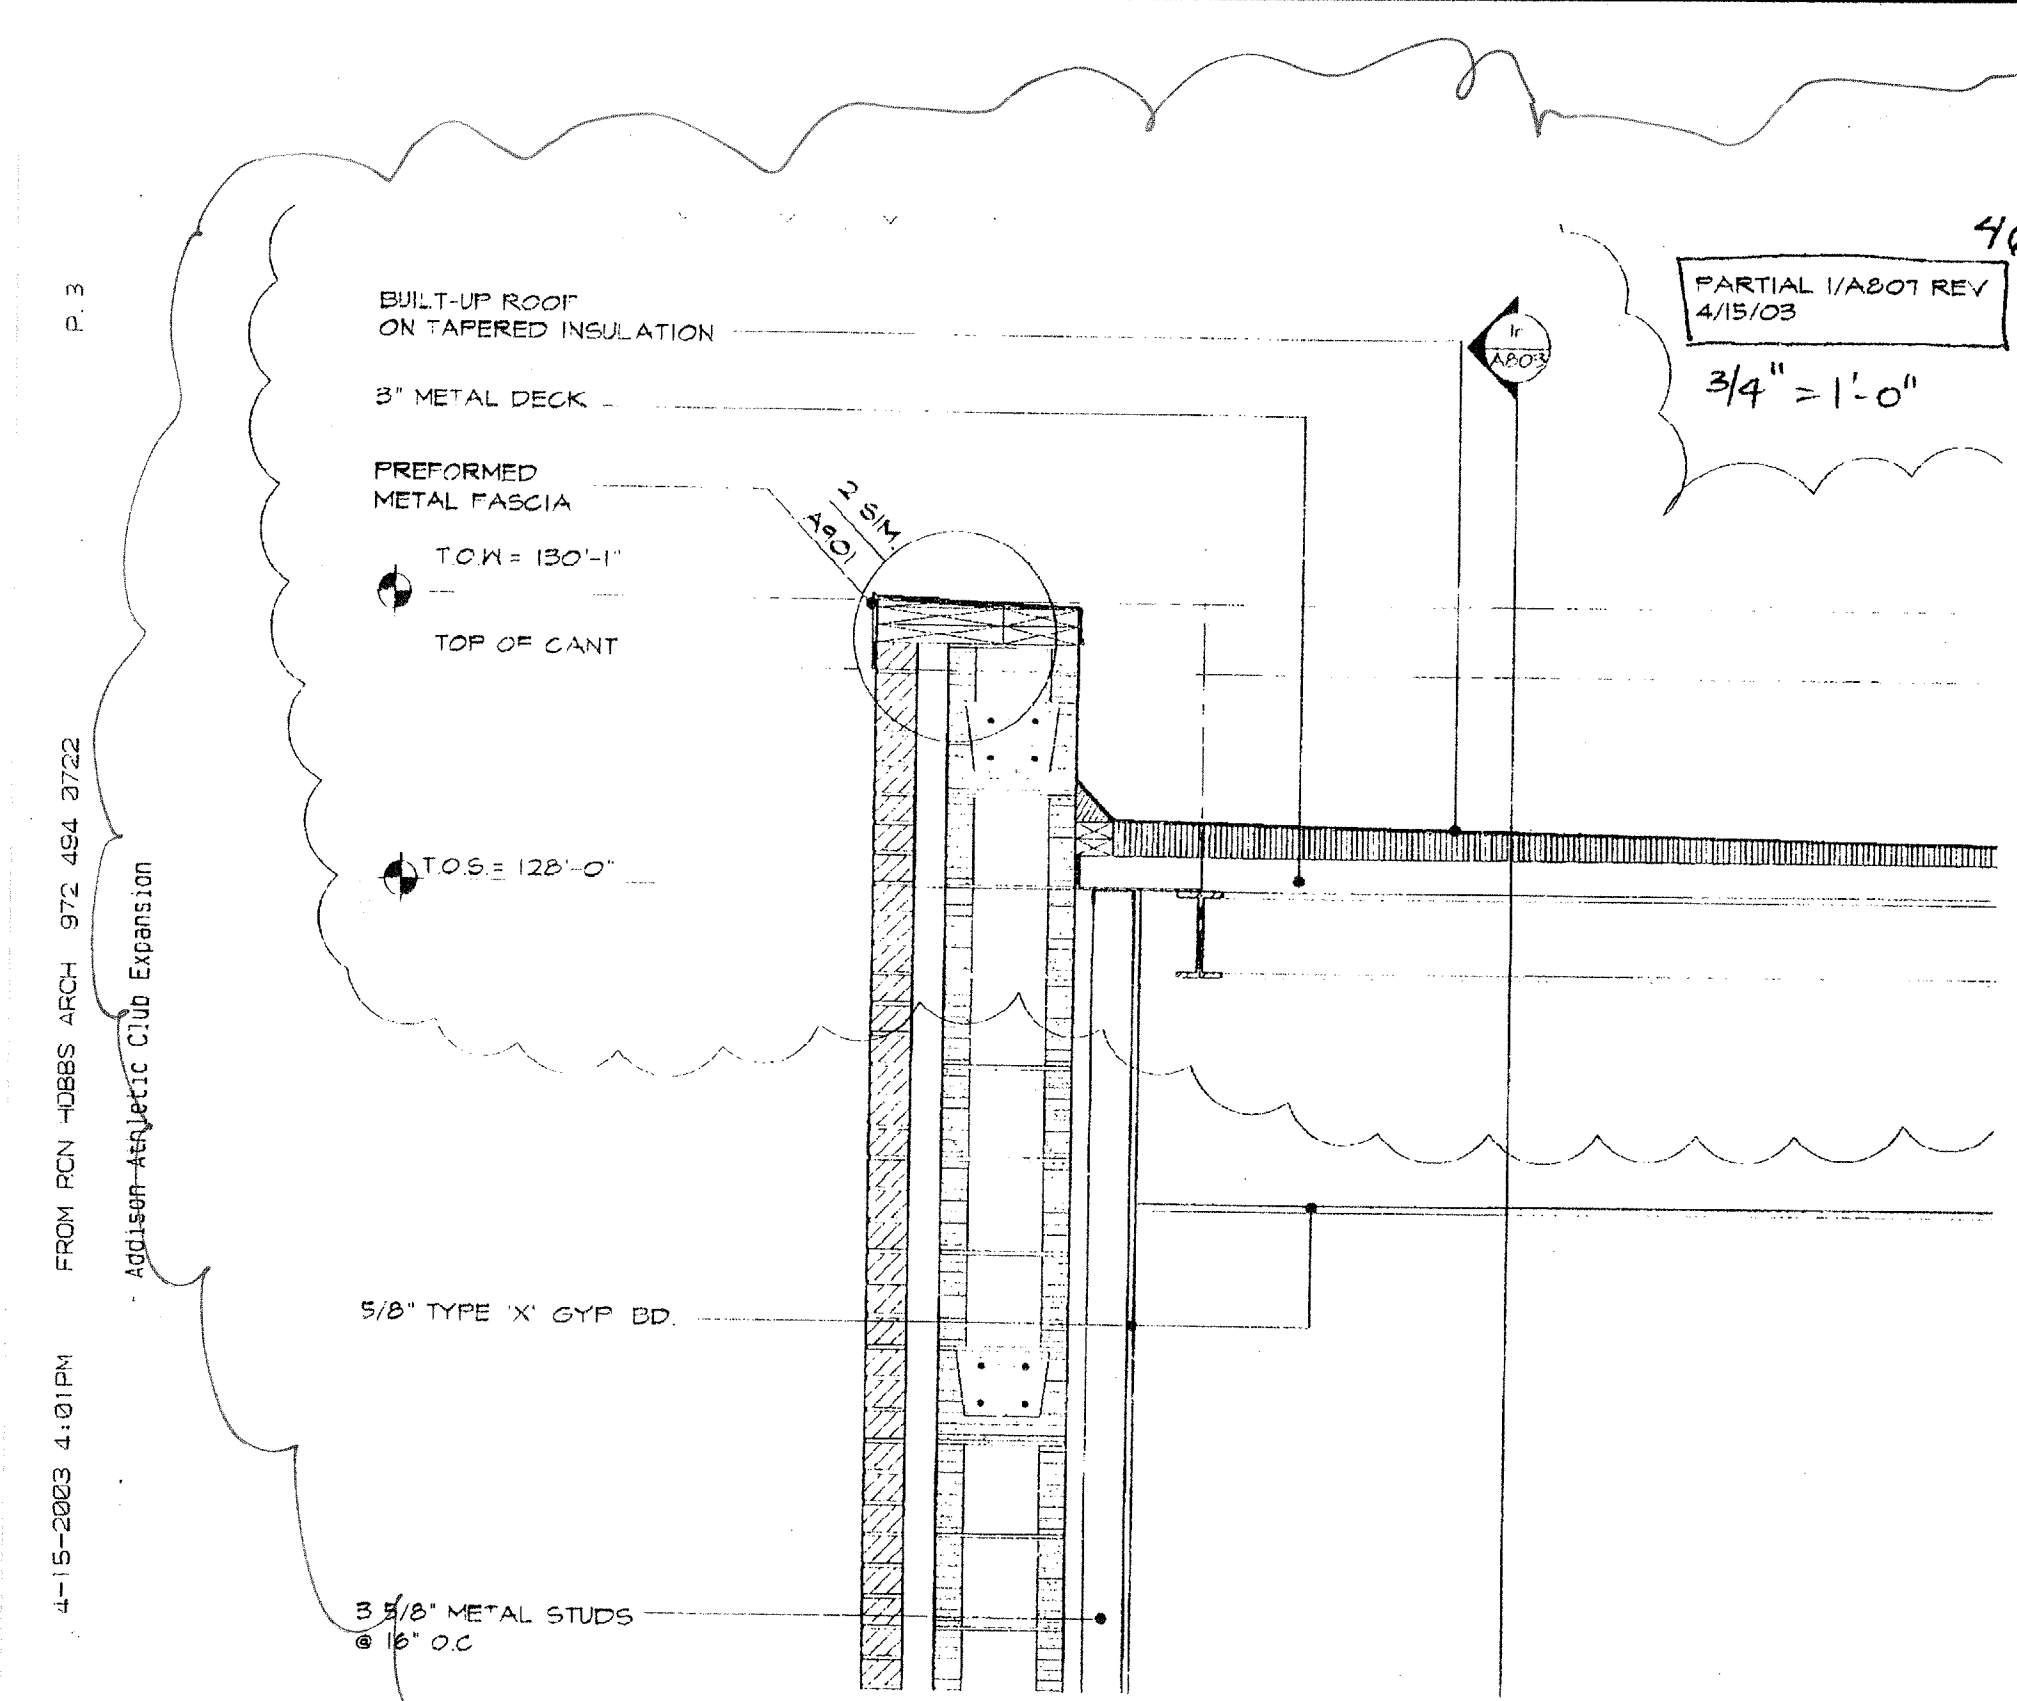 BUILT-UP ROOF
ON TAPERED INSULATION
3" METAL DECK
PREFORMED
METAL FASCIA
2 SIM.
A901
T.O.W = 130'-1"
TOP OF CANT
T.O.S. = 128'-0"
5/8" TYPE 'X' GYP BD.
3 5/8" METAL STUDS
@ 16" O.C
1r
A803
PARTIAL 1/A807 REV
4/15/03
3/4" = 1'-0"
4-15-2003 4:01PM FROM RON HOBBS ARCH 972 494 0722 P. 3
Addison Athletic Club Expansion